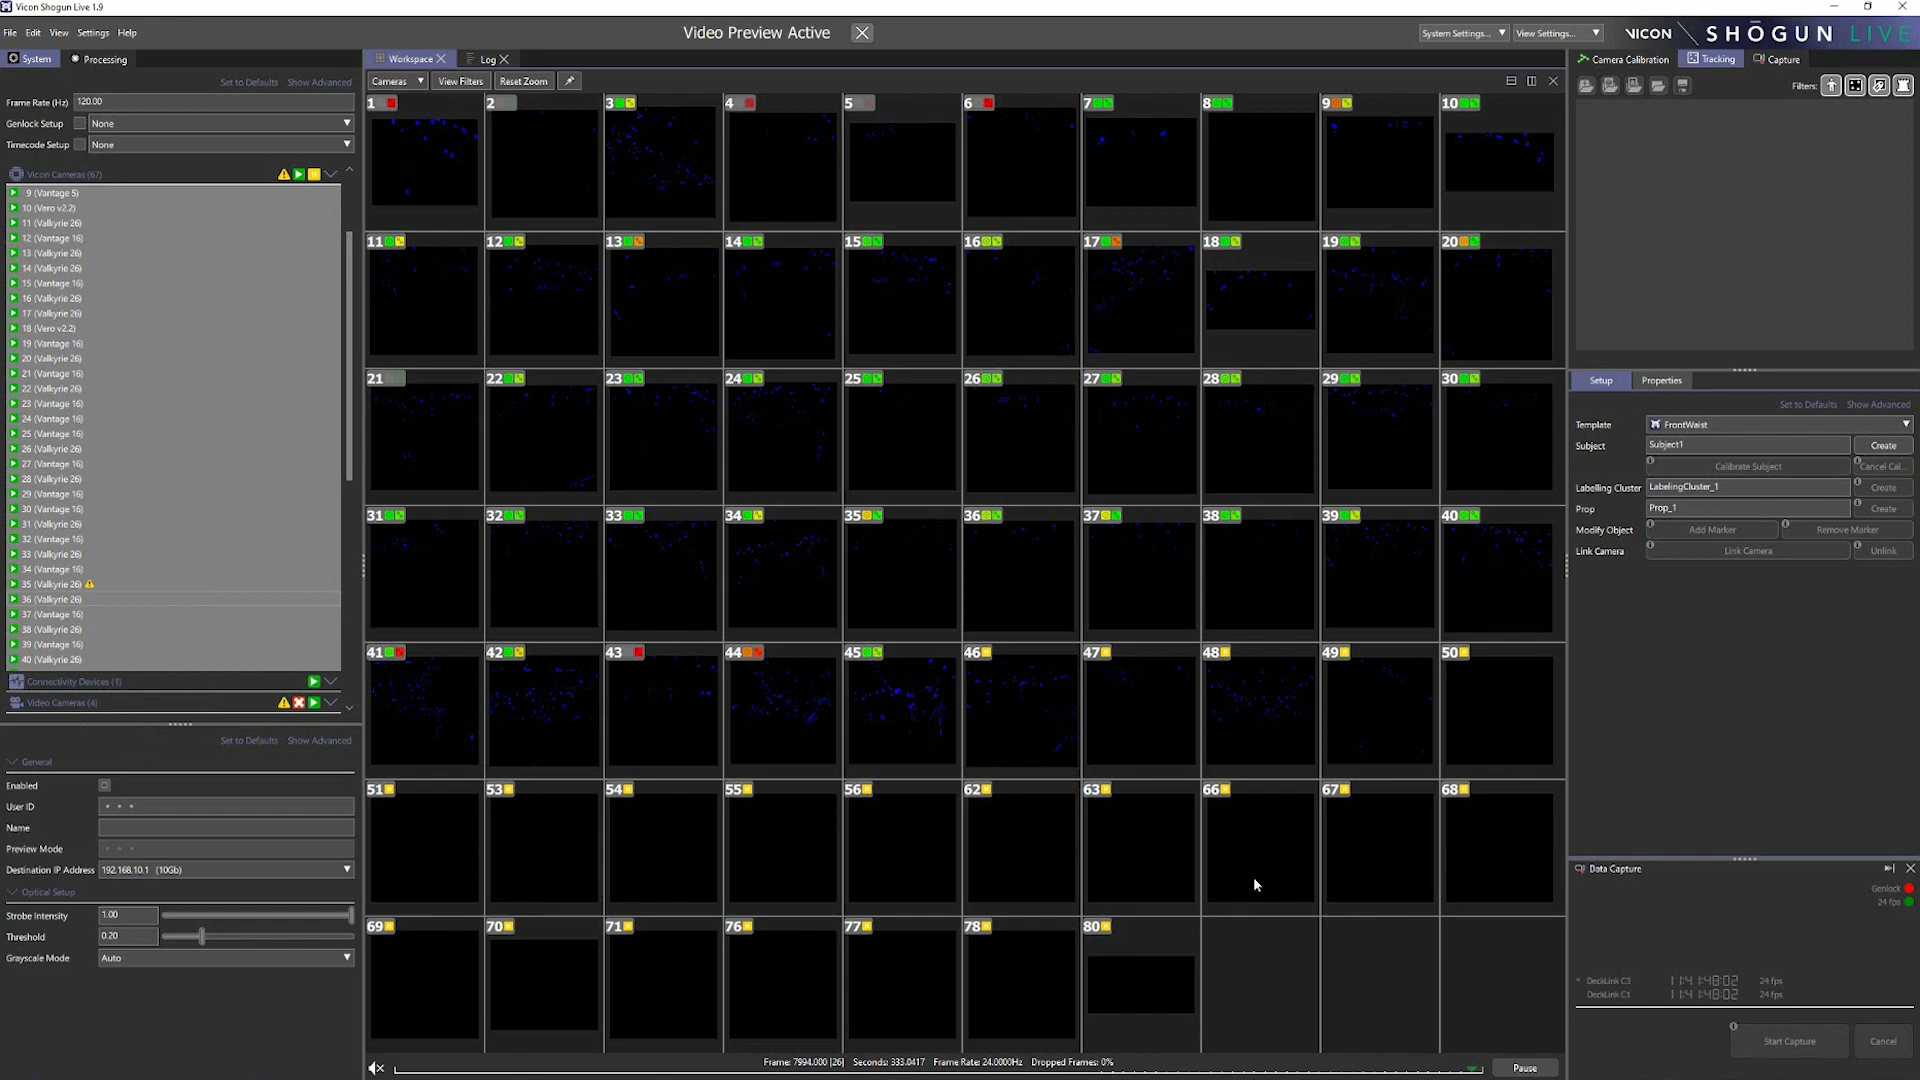 Vicon Shogun Live 1.9
File Edit View Settings Help
Video Preview Active
System Settings... View Settings...
VICON SHŌGUN LIVE
System Processing
Workspace Log
Camera Calibration Tracking Capture
Set to Defaults Show Advanced
Cameras View Filters Reset Zoom
Filters:
Frame Rate (Hz) 120.00
Genlock Setup None
Timecode Setup None
Vicon Cameras (67)
9 (Vantage 5)
10 (Vero v2.2)
11 (Valkyrie 26)
12 (Vantage 16)
13 (Valkyrie 26)
14 (Valkyrie 26)
15 (Vantage 16)
16 (Valkyrie 26)
17 (Valkyrie 26)
18 (Vero v2.2)
19 (Vantage 16)
20 (Valkyrie 26)
21 (Vantage 16)
22 (Valkyrie 26)
23 (Vantage 16)
24 (Vantage 16)
25 (Vantage 16)
26 (Valkyrie 26)
27 (Vantage 16)
28 (Valkyrie 26)
29 (Vantage 16)
30 (Vantage 16)
31 (Valkyrie 26)
32 (Vantage 16)
33 (Valkyrie 26)
34 (Vantage 16)
35 (Valkyrie 26)
36 (Valkyrie 26)
37 (Vantage 16)
38 (Valkyrie 26)
39 (Vantage 16)
40 (Valkyrie 26)
Connectivity Devices (1)
Video Cameras (4)
Set to Defaults Show Advanced
General
Enabled
User ID
Name
Preview Mode
Destination IP Address 192.168.10.1 (10Gb)
Optical Setup
Strobe Intensity 1.00
Threshold 0.20
Grayscale Mode Auto
1 2 3 4 5 6 7 8 9 10
11 12 13 14 15 16 17 18 19 20
21 22 23 24 25 26 27 28 29 30
31 32 33 34 35 36 37 38 39 40
41 42 43 44 45 46 47 48 49 50
51 53 54 55 56 62 63 66 67 68
69 70 71 76 77 78 80
Frame: 7994.000 [26] Seconds: 333.0417 Frame Rate: 24.0000Hz Dropped Frames: 0%
Pause
Setup Properties
Set to Defaults Show Advanced
Template FrontWaist
Subject Subject1 Create
Calibrate Subject Cancel Cal...
Labelling Cluster LabelingCluster_1 Create
Prop Prop_1 Create
Modify Object Add Marker Remove Marker
Link Camera Link Camera Unlink
Data Capture
Genlock
24 fps
DeckLink C3 11:41:48:02 24 fps
DeckLink C1 11:41:48:02 24 fps
Start Capture Cancel